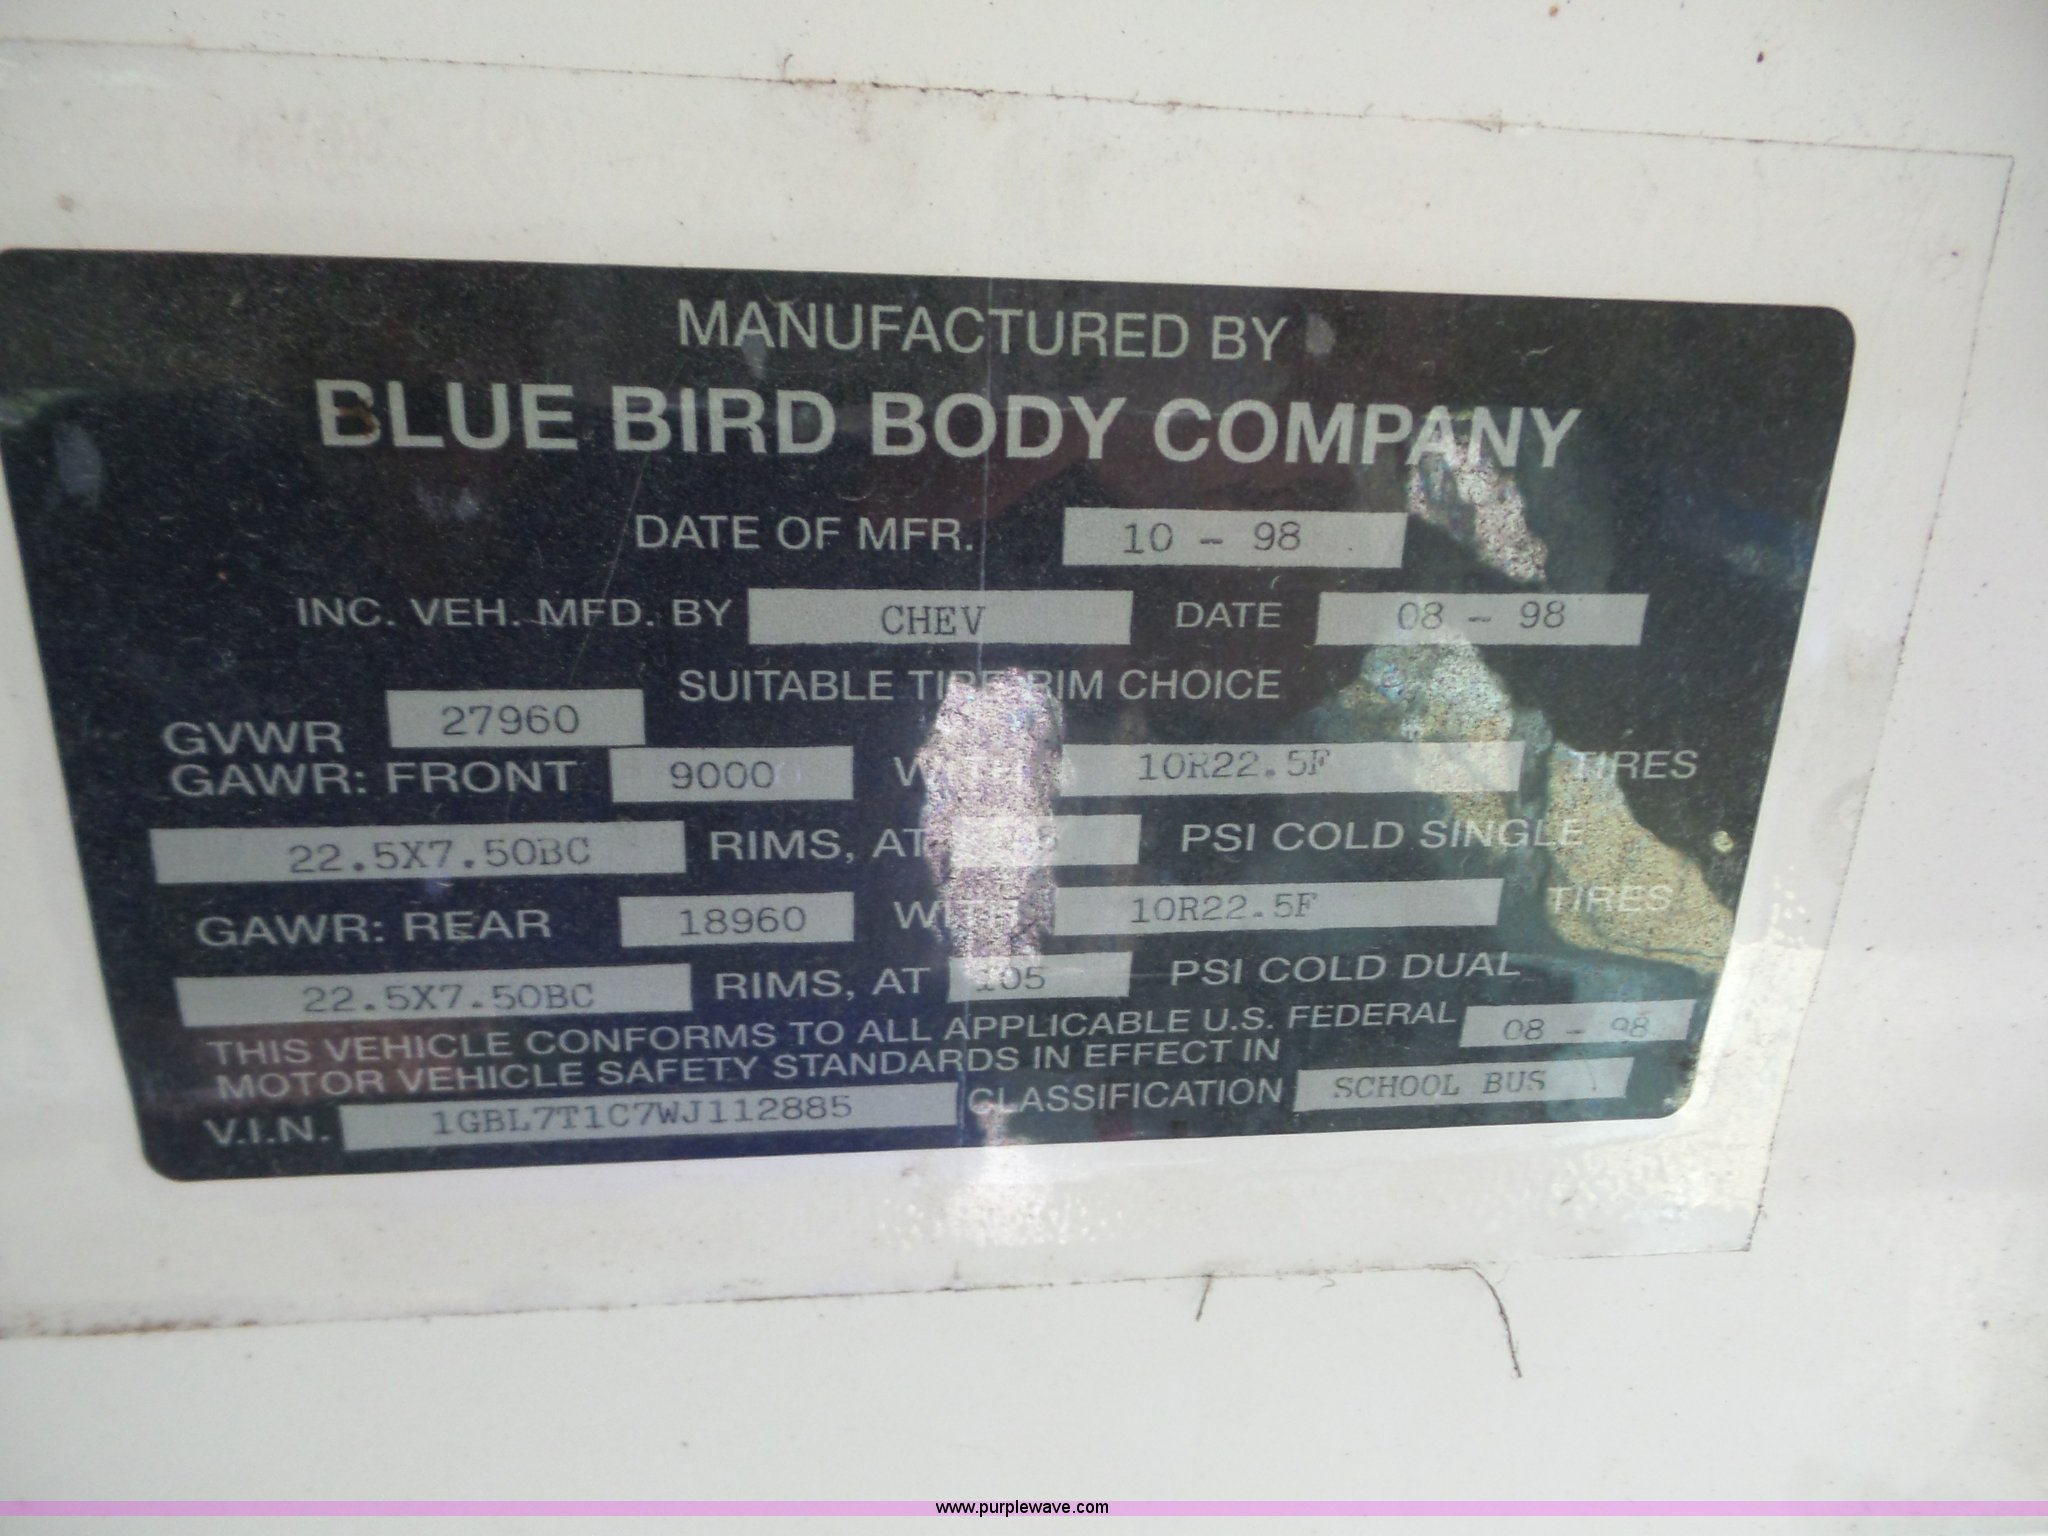 MANUFACTURED BY
BLUE BIRD BODY COMPANY
DATE OF MFR. 10 - 98
INC. VEH. MFD. BY CHEV DATE 08 - 98
SUITABLE TIRE RIM CHOICE
GVWR 27960
GAWR: FRONT 9000 WITH 10R22.5F TIRES
22.5X7.50BC RIMS, AT PSI COLD SINGLE
GAWR: REAR 18960 WITH 10R22.5F TIRES
22.5X7.50BC RIMS, AT 105 PSI COLD DUAL
THIS VEHICLE CONFORMS TO ALL APPLICABLE U.S. FEDERAL
MOTOR VEHICLE SAFETY STANDARDS IN EFFECT IN 08 - 98
V.I.N. 1GBL7T1C7WJ112885 CLASSIFICATION SCHOOL BUS
www.purplewave.com